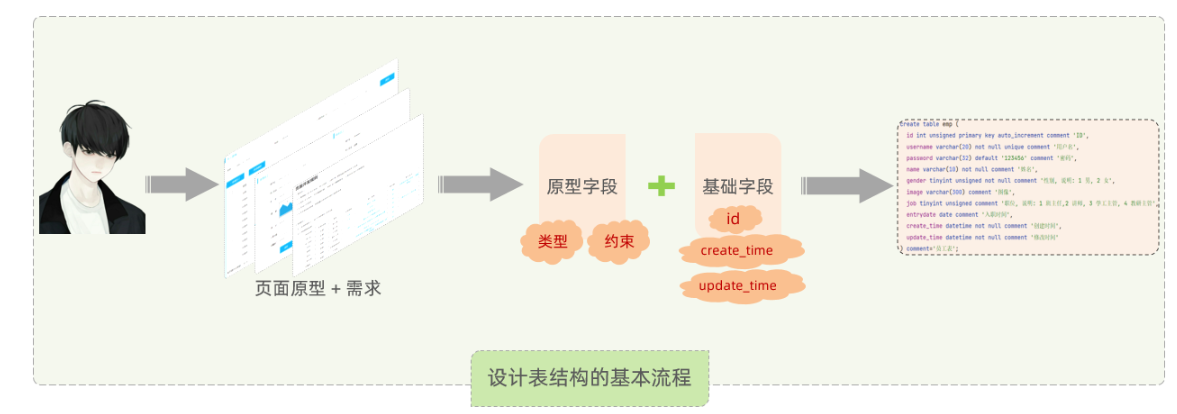 页面原型 + 需求
原型字段
类型
约束
基础字段
id
create_time
update_time
create table emp (
id int unsigned primary key auto_increment comment 'ID',
username varchar(20) not null unique comment '用户名',
password varchar(32) default '123456' comment '密码',
name varchar(10) not null comment '姓名',
gender tinyint unsigned not null comment '性别, 说明: 1 男, 2 女',
image varchar(300) comment '图像',
job tinyint unsigned comment '职位, 说明: 1 班主任,2 讲师, 3 学工主管, 4 教研主管',
entrydate date comment '入职时间',
create_time datetime not null comment '创建时间',
update_time datetime not null comment '修改时间'
) comment='员工表';
设计表结构的基本流程